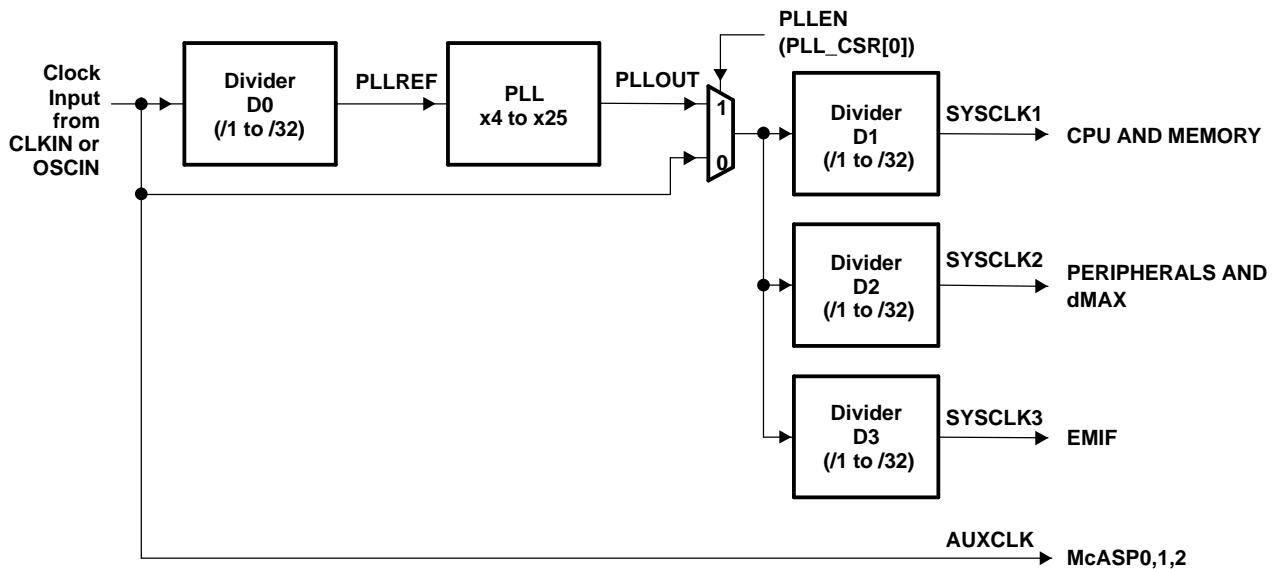 PLLEN
(PLL_CSR[0])
Clock
Input
from
CLKIN or
OSCIN
Divider
D0
(/1 to /32)
PLLREF
PLL
x4 to x25
PLLOUT
1
0
Divider
D1
(/1 to /32)
SYSCLK1
CPU AND MEMORY
Divider
D2
(/1 to /32)
SYSCLK2
PERIPHERALS AND
dMAX
Divider
D3
(/1 to /32)
SYSCLK3
EMIF
AUXCLK
McASP0,1,2